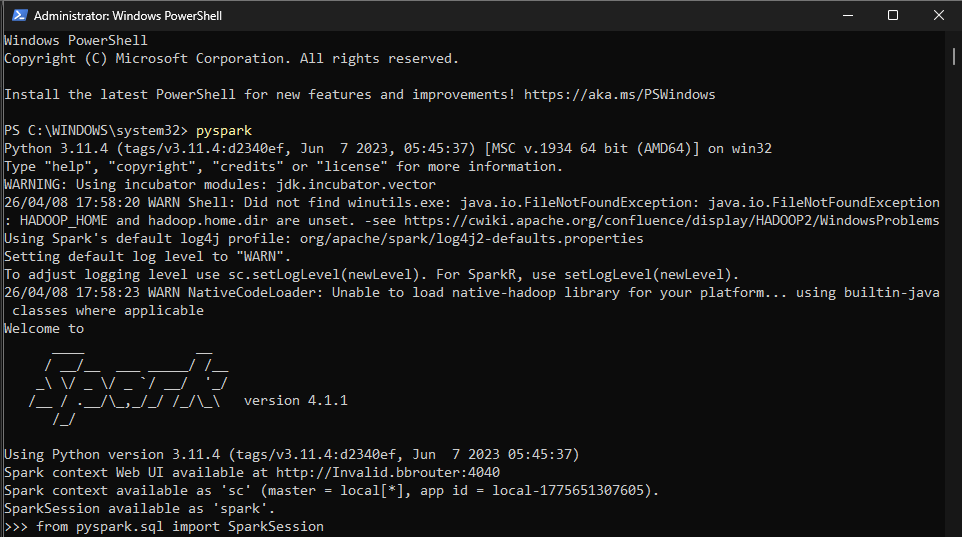 Administrator: Windows PowerShell
Windows PowerShell
Copyright (C) Microsoft Corporation. All rights reserved.
Install the latest PowerShell for new features and improvements! https://aka.ms/PSWindows
PS C:\WINDOWS\system32> pyspark
Python 3.11.4 (tags/v3.11.4:d2340ef, Jun  7 2023, 05:45:37) [MSC v.1934 64 bit (AMD64)] on win32
Type "help", "copyright", "credits" or "license" for more information.
WARNING: Using incubator modules: jdk.incubator.vector
26/04/08 17:58:20 WARN Shell: Did not find winutils.exe: java.io.FileNotFoundException: java.io.FileNotFoundException
: HADOOP_HOME and hadoop.home.dir are unset. -see https://cwiki.apache.org/confluence/display/HADOOP2/WindowsProblems
Using Spark's default log4j profile: org/apache/spark/log4j2-defaults.properties
Setting default log level to "WARN".
To adjust logging level use sc.setLogLevel(newLevel). For SparkR, use setLogLevel(newLevel).
26/04/08 17:58:23 WARN NativeCodeLoader: Unable to load native-hadoop library for your platform... using builtin-java
 classes where applicable
Welcome to
      ____              __
     / __/__  ___ _____/ /__
    _\ \/ _ \/ _ `/ __/  '_/
   /__ / .__/\_,_/_/ /_/\_\   version 4.1.1
      /_/
Using Python version 3.11.4 (tags/v3.11.4:d2340ef, Jun  7 2023 05:45:37)
Spark context Web UI available at http://Invalid.bbrouter:4040
Spark context available as 'sc' (master = local[*], app id = local-1775651307605).
SparkSession available as 'spark'.
>>> from pyspark.sql import SparkSession